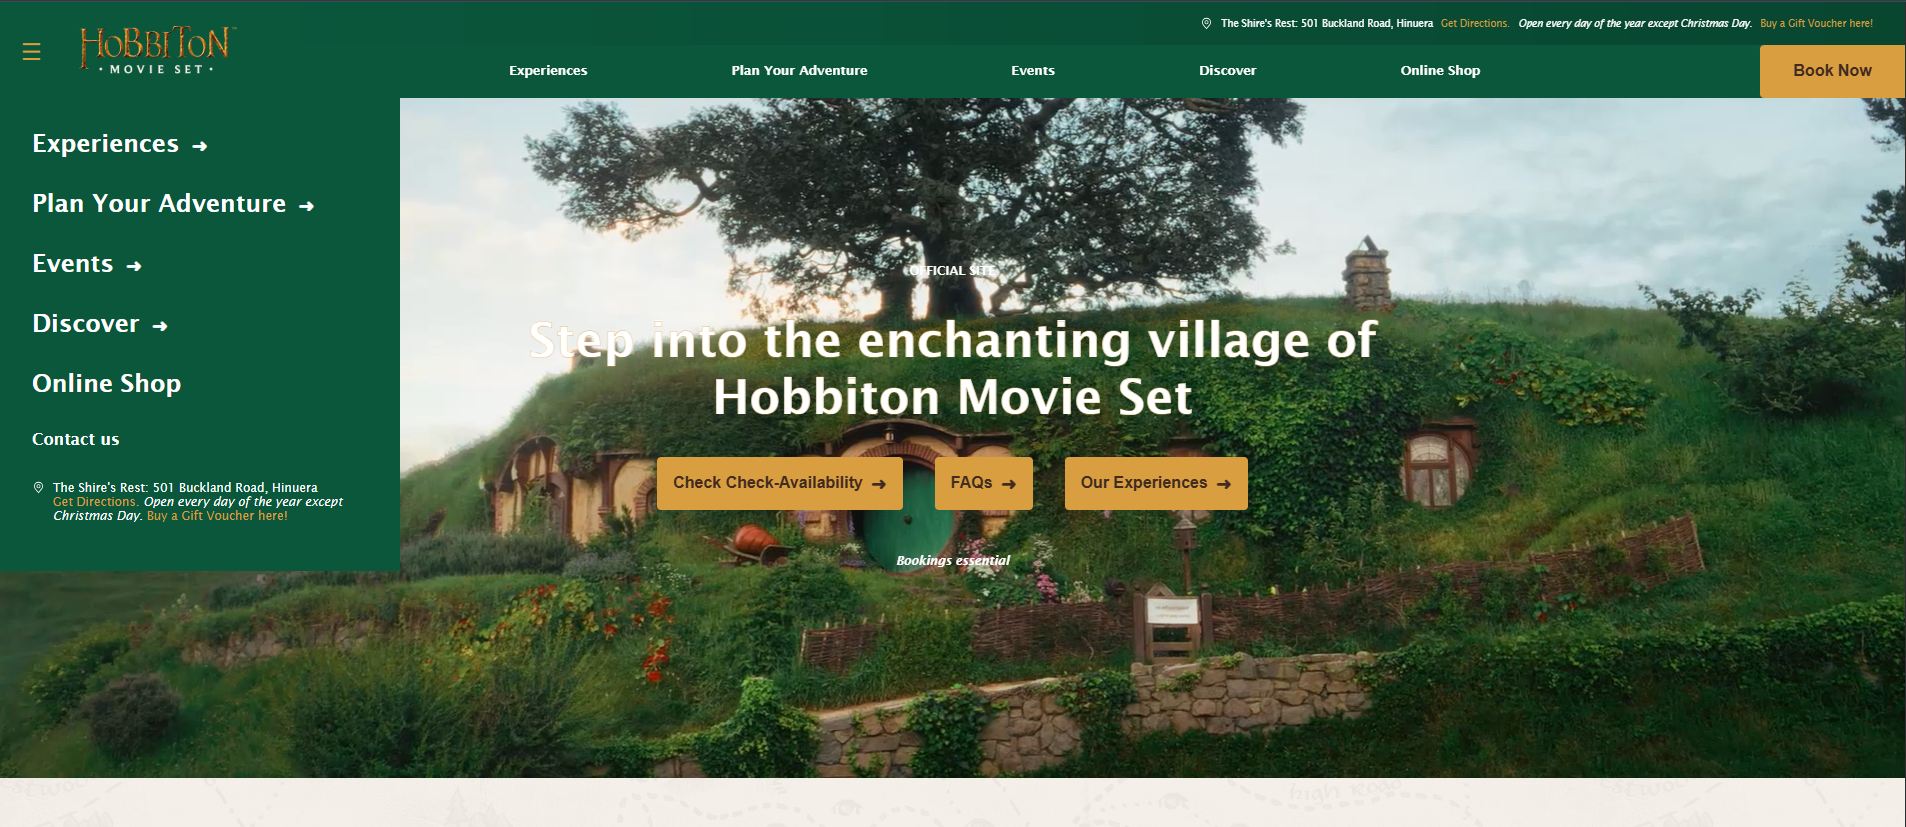 The Shire's Rest: 501 Buckland Road, Hinuera Get Directions. Open every day of the year except Christmas Day. Buy a Gift Voucher here!
HOBBITON
· MOVIE SET ·
Experiences Plan Your Adventure Events Discover Online Shop Book Now
Experiences →
Plan Your Adventure →
Events →
Discover →
Online Shop
Contact us
The Shire's Rest: 501 Buckland Road, Hinuera
Get Directions. Open every day of the year except
Christmas Day. Buy a Gift Voucher here!
OFFICIAL SITE
Step into the enchanting village of
Hobbiton Movie Set
Check Check-Availability → FAQs → Our Experiences →
Bookings essential
high road